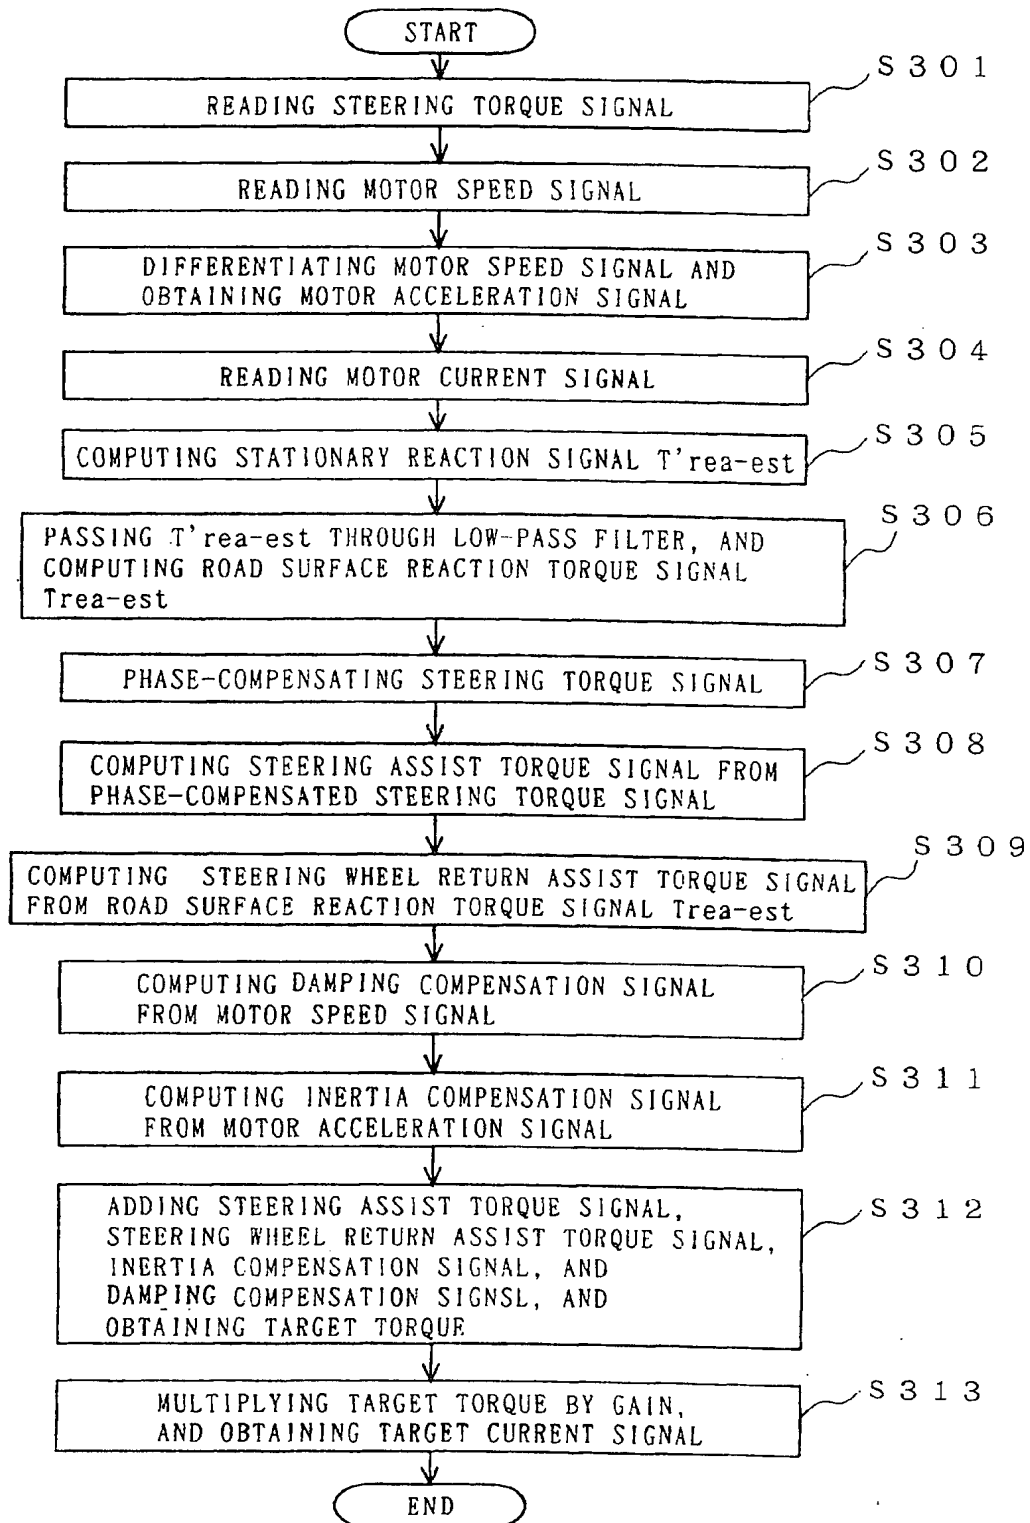 START
S301
READING STEERING TORQUE SIGNAL
S302
READING MOTOR SPEED SIGNAL
S303
DIFFERENTIATING MOTOR SPEED SIGNAL AND
OBTAINING MOTOR ACCELERATION SIGNAL
S304
READING MOTOR CURRENT SIGNAL
S305
COMPUTING STATIONARY REACTION SIGNAL T'rea-est
S306
PASSING T'rea-est THROUGH LOW-PASS FILTER, AND
COMPUTING ROAD SURFACE REACTION TORQUE SIGNAL
Trea-est
S307
PHASE-COMPENSATING STEERING TORQUE SIGNAL
S308
COMPUTING STEERING ASSIST TORQUE SIGNAL FROM
PHASE-COMPENSATED STEERING TORQUE SIGNAL
S309
COMPUTING STEERING WHEEL RETURN ASSIST TORQUE SIGNAL
FROM ROAD SURFACE REACTION TORQUE SIGNAL Trea-est
S310
COMPUTING DAMPING COMPENSATION SIGNAL
FROM MOTOR SPEED SIGNAL
S311
COMPUTING INERTIA COMPENSATION SIGNAL
FROM MOTOR ACCELERATION SIGNAL
S312
ADDING STEERING ASSIST TORQUE SIGNAL,
STEERING WHEEL RETURN ASSIST TORQUE SIGNAL,
INERTIA COMPENSATION SIGNAL, AND
DAMPING COMPENSATION SIGNSL, AND
OBTAINING TARGET TORQUE
S313
MULTIPLYING TARGET TORQUE BY GAIN,
AND OBTAINING TARGET CURRENT SIGNAL
END